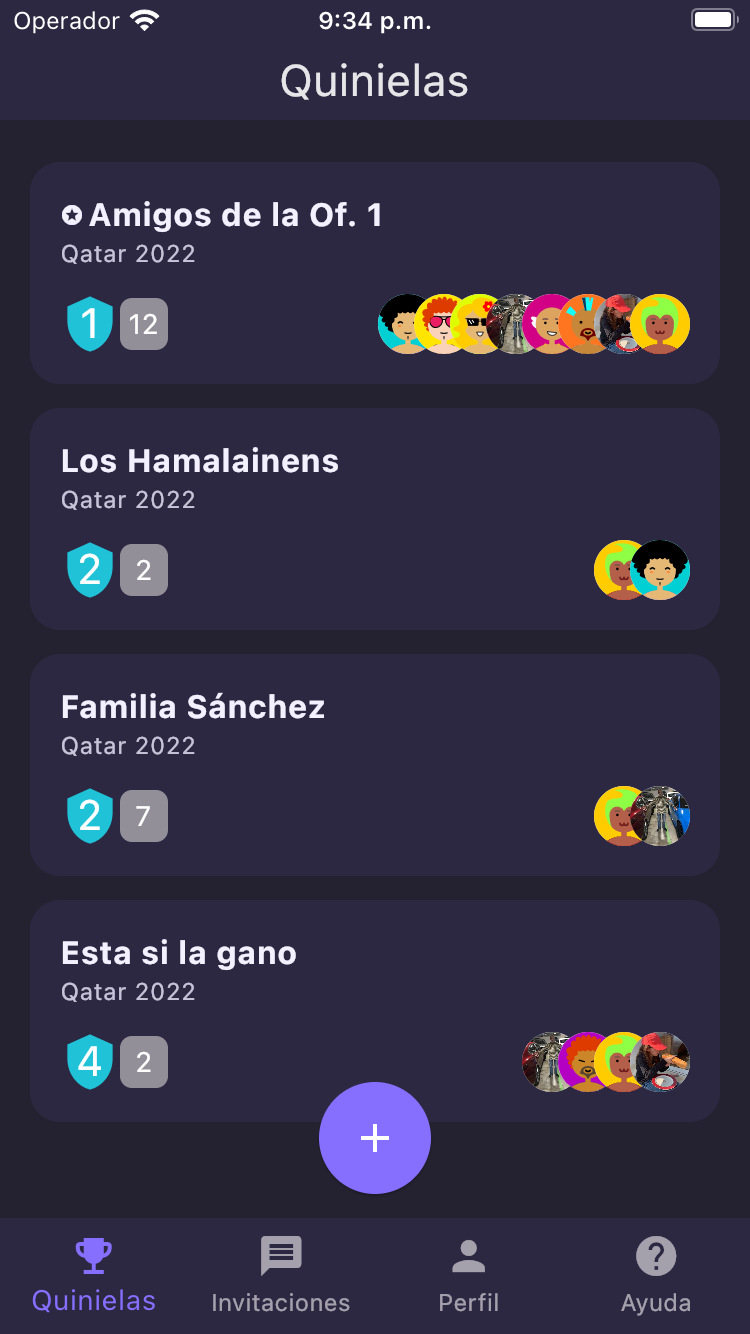 Operador 9:34 p.m.
Quinielas
Amigos de la Of. 1
Qatar 2022
1 12
Los Hamalainens
Qatar 2022
2 2
Familia Sánchez
Qatar 2022
2 7
Esta si la gano
Qatar 2022
4 2
+
Quinielas Invitaciones Perfil Ayuda